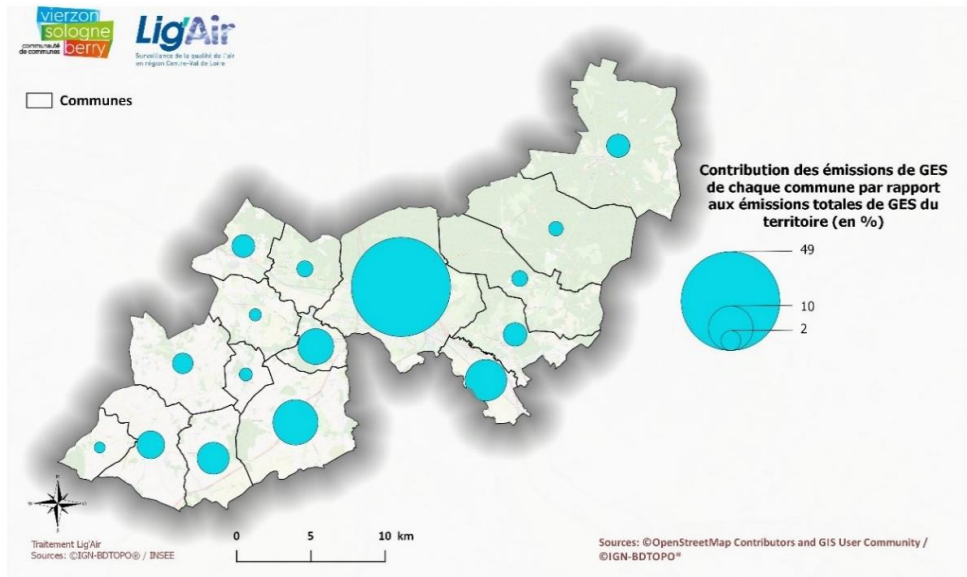 vierzon
sologne
communauté
de communes berry
Lig'Air
Surveillance de la qualité de l'air
en région Centre-Val de Loire
Communes
Contribution des émissions de GES
de chaque commune par rapport
aux émissions totales de GES du
territoire (en %)
49
10
2
0 5 10 km
Traitement Lig'Air
Sources: ©IGN-BDTOPO® / INSEE
Sources: ©OpenStreetMap Contributors and GIS User Community /
©IGN-BDTOPO®